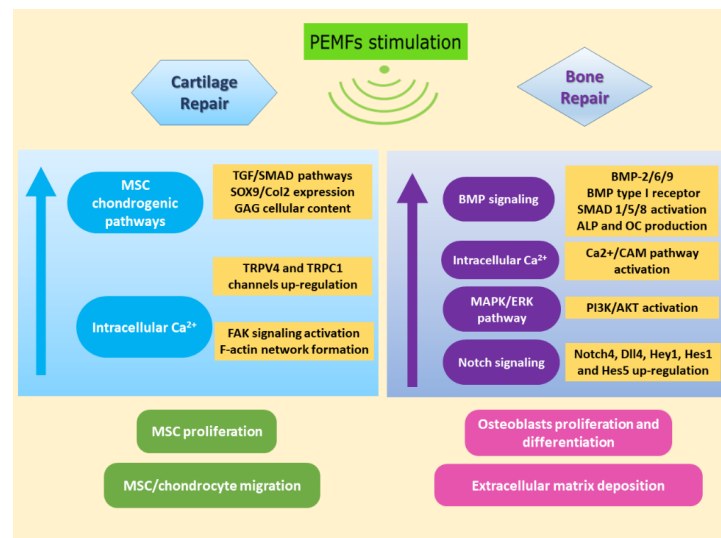 PEMFs stimulation
Cartilage
Repair
Bone
Repair
MSC
chondrogenic
pathways
TGF/SMAD pathways
SOX9/Col2 expression
GAG cellular content
TRPV4 and TRPC1
channels up-regulation
Intracellular Ca²⁺
FAK signaling activation
F-actin network formation
BMP signaling
BMP-2/6/9
BMP type I receptor
SMAD 1/5/8 activation
ALP and OC production
Intracellular Ca²⁺
Ca2+/CAM pathway
activation
MAPK/ERK
pathway
PI3K/AKT activation
Notch signaling
Notch4, Dll4, Hey1, Hes1
and Hes5 up-regulation
MSC proliferation
MSC/chondrocyte migration
Osteoblasts proliferation and
differentiation
Extracellular matrix deposition